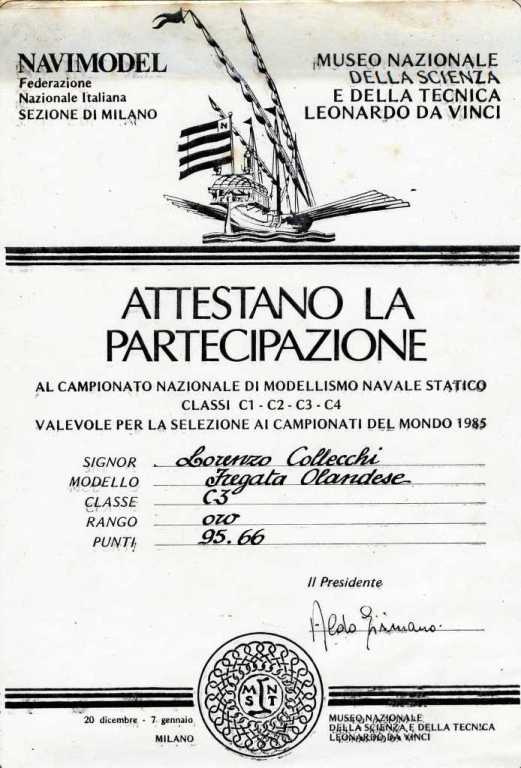 NAVIMODEL
Federazione
Nazionale Italiana
SEZIONE DI MILANO
MUSEO NAZIONALE
DELLA SCIENZA
E DELLA TECNICA
LEONARDO DA VINCI
N
ATTESTANO LA
PARTECIPAZIONE
AL CAMPIONATO NAZIONALE DI MODELLISMO NAVALE STATICO
CLASSI C1 - C2 - C3 - C4
VALEVOLE PER LA SELEZIONE AI CAMPIONATI DEL MONDO 1985
SIGNOR Lorenzo Collecchi
MODELLO Fregata Olandese
CLASSE C3
RANGO oro
PUNTI 95.66
Il Presidente
Aldo
20 dicembre - 7 gennaio
MILANO
MNST
MUSEO NAZIONALE
DELLA SCIENZA E DELLA TECNICA
LEONARDO DA VINCI